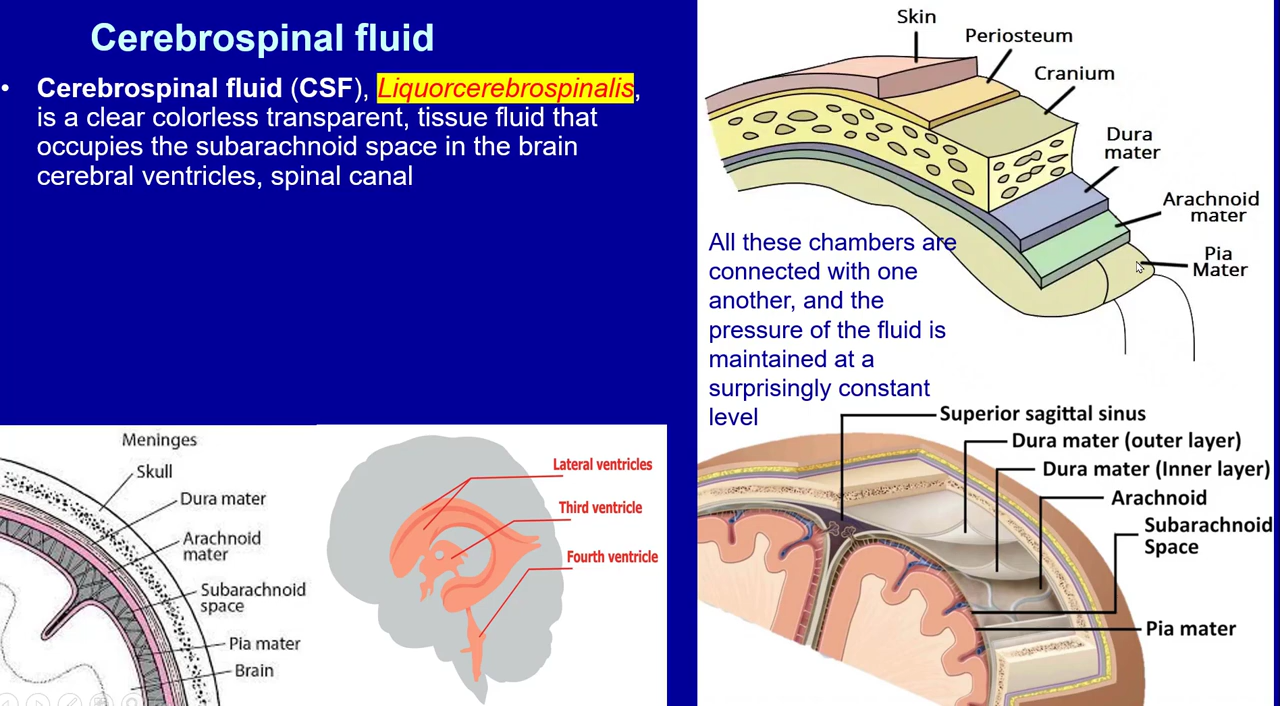 Cerebrospinal fluid
• Cerebrospinal fluid (CSF), Liquorcerebrospinalis,
is a clear colorless transparent, tissue fluid that
occupies the subarachnoid space in the brain
cerebral ventricles, spinal canal
Skin
Periosteum
Cranium
Dura
mater
Arachnoid
mater
Pia
Mater
All these chambers are
connected with one
another, and the
pressure of the fluid is
maintained at a
surprisingly constant
level
Meninges
Skull
Dura mater
Arachnoid
mater
Subarachnoid
space
Pia mater
Brain
Lateral ventricles
Third ventricle
Fourth ventricle
Superior sagittal sinus
Dura mater (outer layer)
Dura mater (Inner layer)
Arachnoid
Subarachnoid
Space
Pia mater